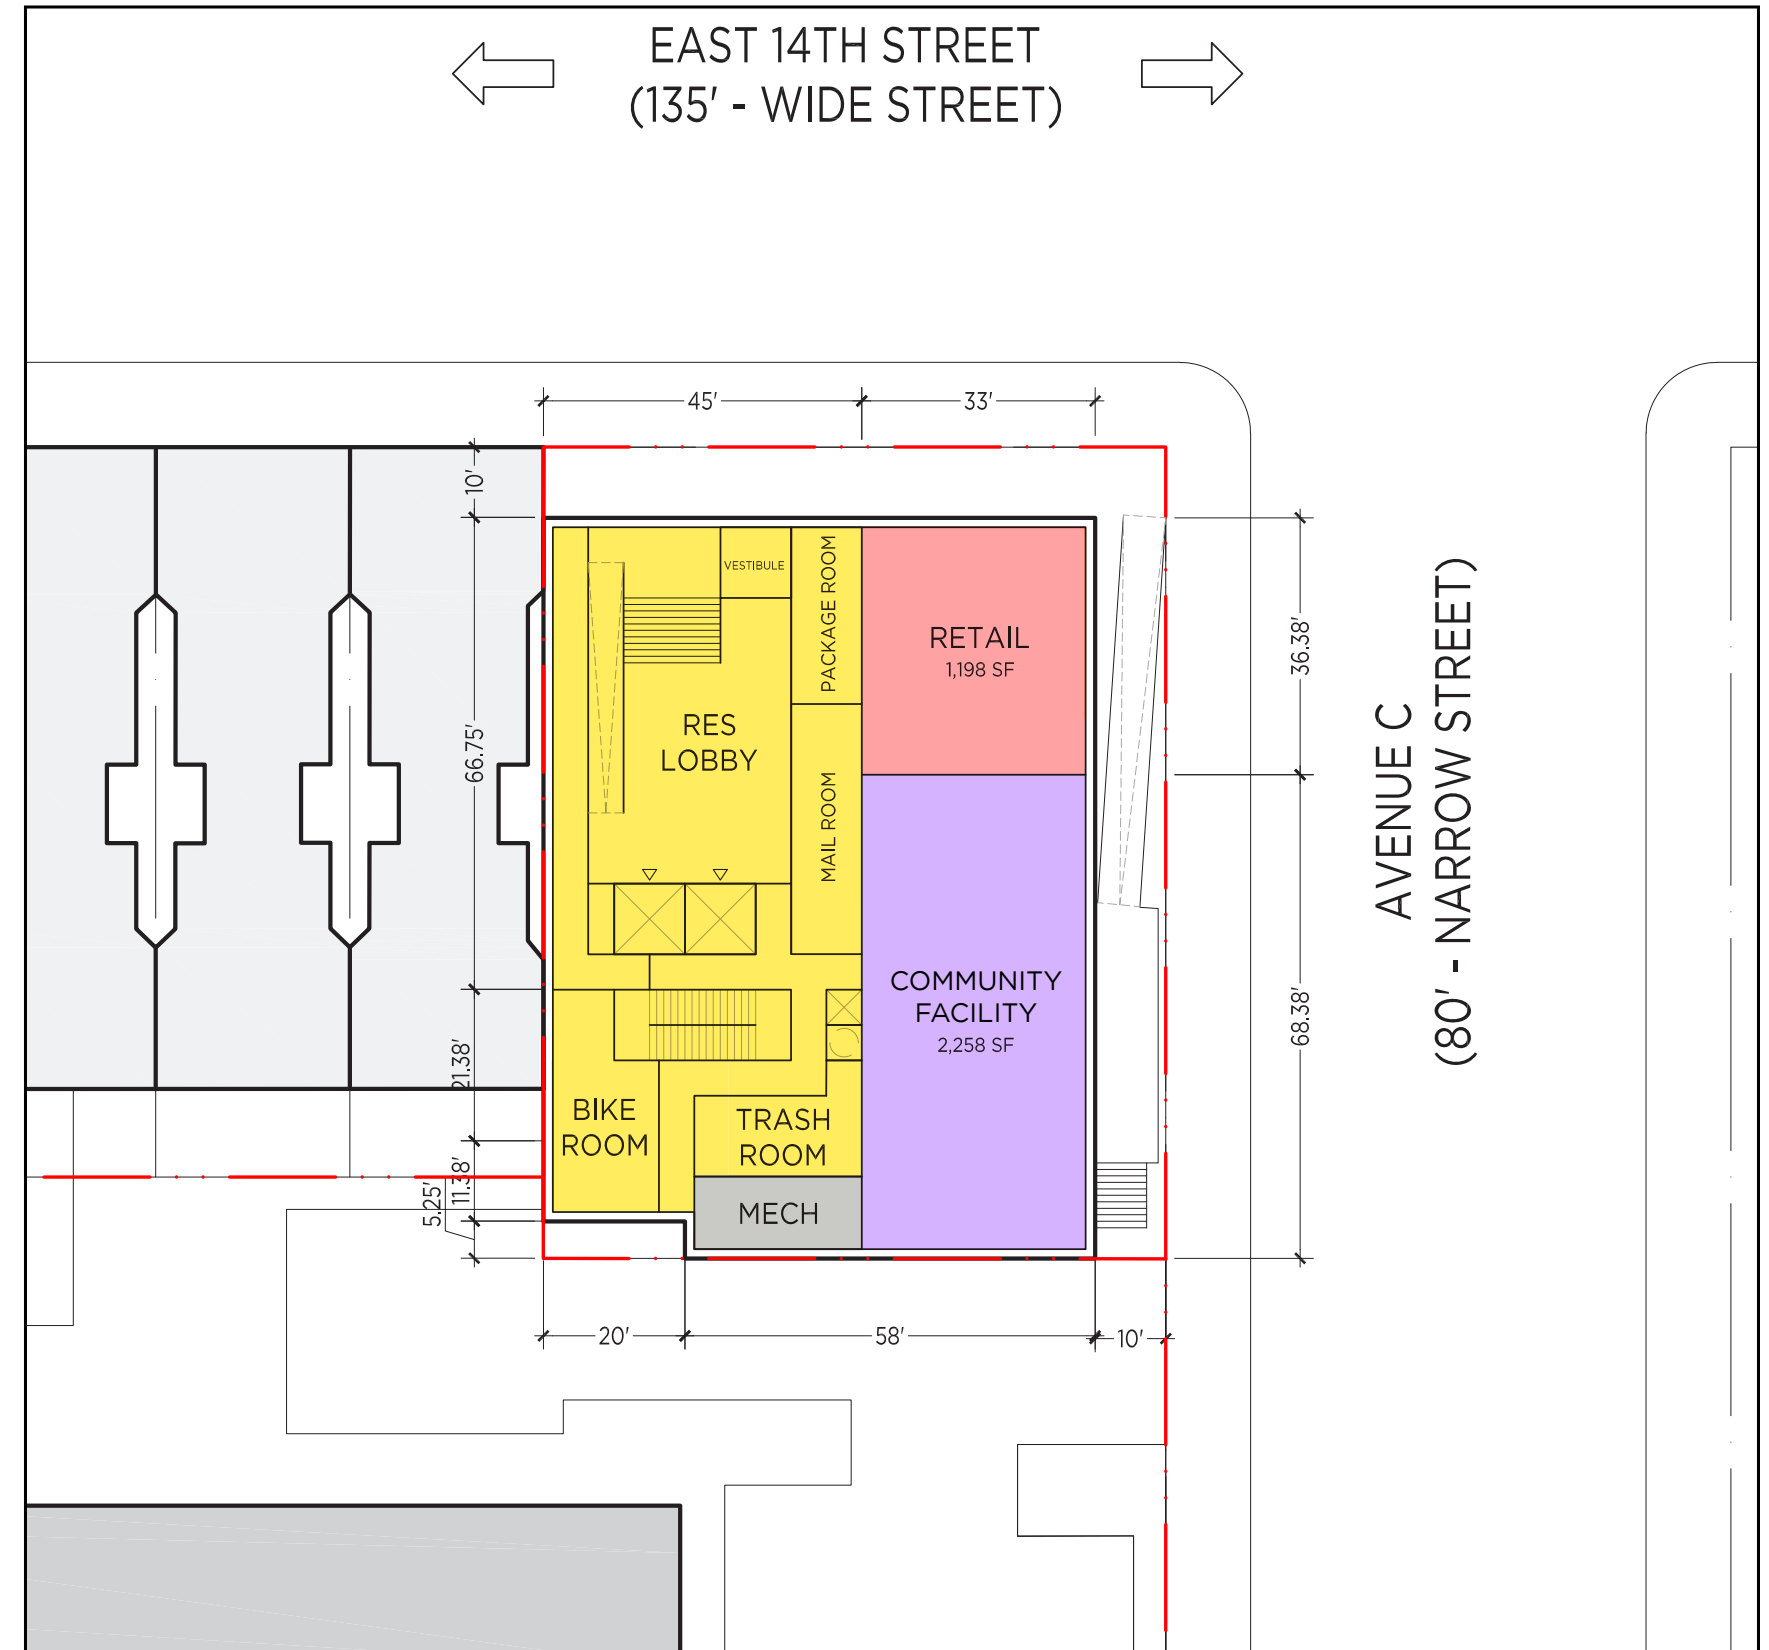 EAST 14TH STREET
(135' - WIDE STREET)
45'
33'
10'
66.75'
21.38'
11.38'
5.25'
VESTIBULE
PACKAGE ROOM
RETAIL
1,198 SF
RES
LOBBY
MAIL ROOM
COMMUNITY
FACILITY
2,258 SF
BIKE
ROOM
TRASH
ROOM
MECH
36.38'
68.38'
AVENUE C
(80' - NARROW STREET)
20'
58'
10'